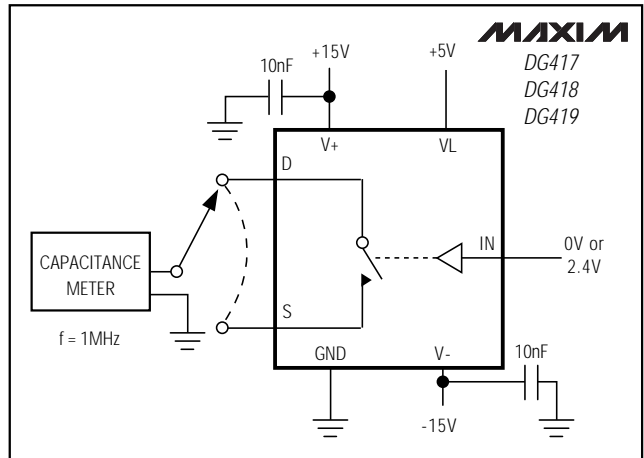 MAXIM
DG417
DG418
DG419
+15V
+5V
10nF
V+
VL
D
IN
0V or
2.4V
CAPACITANCE
METER
f = 1MHz
S
GND
V-
10nF
-15V